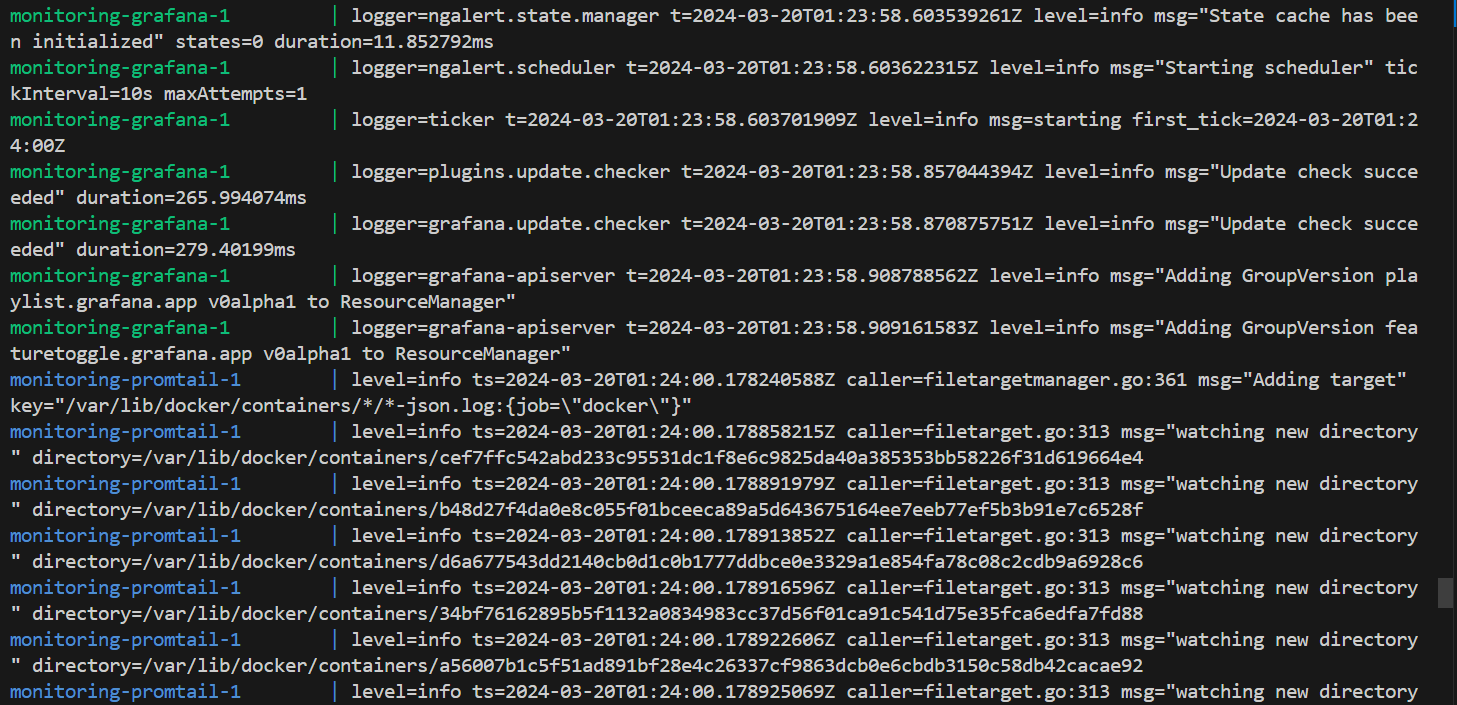 monitoring-grafana-1         | logger=ngalert.state.manager t=2024-03-20T01:23:58.603539261Z level=info msg="State cache has bee
n initialized" states=0 duration=11.852792ms
monitoring-grafana-1         | logger=ngalert.scheduler t=2024-03-20T01:23:58.603622315Z level=info msg="Starting scheduler" tic
kInterval=10s maxAttempts=1
monitoring-grafana-1         | logger=ticker t=2024-03-20T01:23:58.603701909Z level=info msg=starting first_tick=2024-03-20T01:2
4:00Z
monitoring-grafana-1         | logger=plugins.update.checker t=2024-03-20T01:23:58.857044394Z level=info msg="Update check succe
eded" duration=265.994074ms
monitoring-grafana-1         | logger=grafana.update.checker t=2024-03-20T01:23:58.870875751Z level=info msg="Update check succe
eded" duration=279.40199ms
monitoring-grafana-1         | logger=grafana-apiserver t=2024-03-20T01:23:58.908788562Z level=info msg="Adding GroupVersion pla
ylist.grafana.app v0alpha1 to ResourceManager"
monitoring-grafana-1         | logger=grafana-apiserver t=2024-03-20T01:23:58.909161583Z level=info msg="Adding GroupVersion fea
turetoggle.grafana.app v0alpha1 to ResourceManager"
monitoring-promtail-1        | level=info ts=2024-03-20T01:24:00.178240588Z caller=filetargetmanager.go:361 msg="Adding target"
key="/var/lib/docker/containers/*/*-json.log:{job=\"docker\"}"
monitoring-promtail-1        | level=info ts=2024-03-20T01:24:00.178858215Z caller=filetarget.go:313 msg="watching new directory
" directory=/var/lib/docker/containers/cef7ffc542abd233c95531dc1f8e6c9825da40a385353bb58226f31d619664e4
monitoring-promtail-1        | level=info ts=2024-03-20T01:24:00.178891979Z caller=filetarget.go:313 msg="watching new directory
" directory=/var/lib/docker/containers/b48d27f4da0e8c055f01bceeca89a5d643675164ee7eeb77ef5b3b91e7c6528f
monitoring-promtail-1        | level=info ts=2024-03-20T01:24:00.178913852Z caller=filetarget.go:313 msg="watching new directory
" directory=/var/lib/docker/containers/d6a677543dd2140cb0d1c0b1777ddbce0e3329a1e854fa78c08c2cdb9a6928c6
monitoring-promtail-1        | level=info ts=2024-03-20T01:24:00.178916596Z caller=filetarget.go:313 msg="watching new directory
" directory=/var/lib/docker/containers/34bf76162895b5f1132a0834983cc37d56f01ca91c541d75e35fca6edfa7fd88
monitoring-promtail-1        | level=info ts=2024-03-20T01:24:00.178922606Z caller=filetarget.go:313 msg="watching new directory
" directory=/var/lib/docker/containers/a56007b1c5f51ad891bf28e4c26337cf9863dcb0e6cbdb3150c58db42cacae92
monitoring-promtail-1        | level=info ts=2024-03-20T01:24:00.178925069Z caller=filetarget.go:313 msg="watching new directory